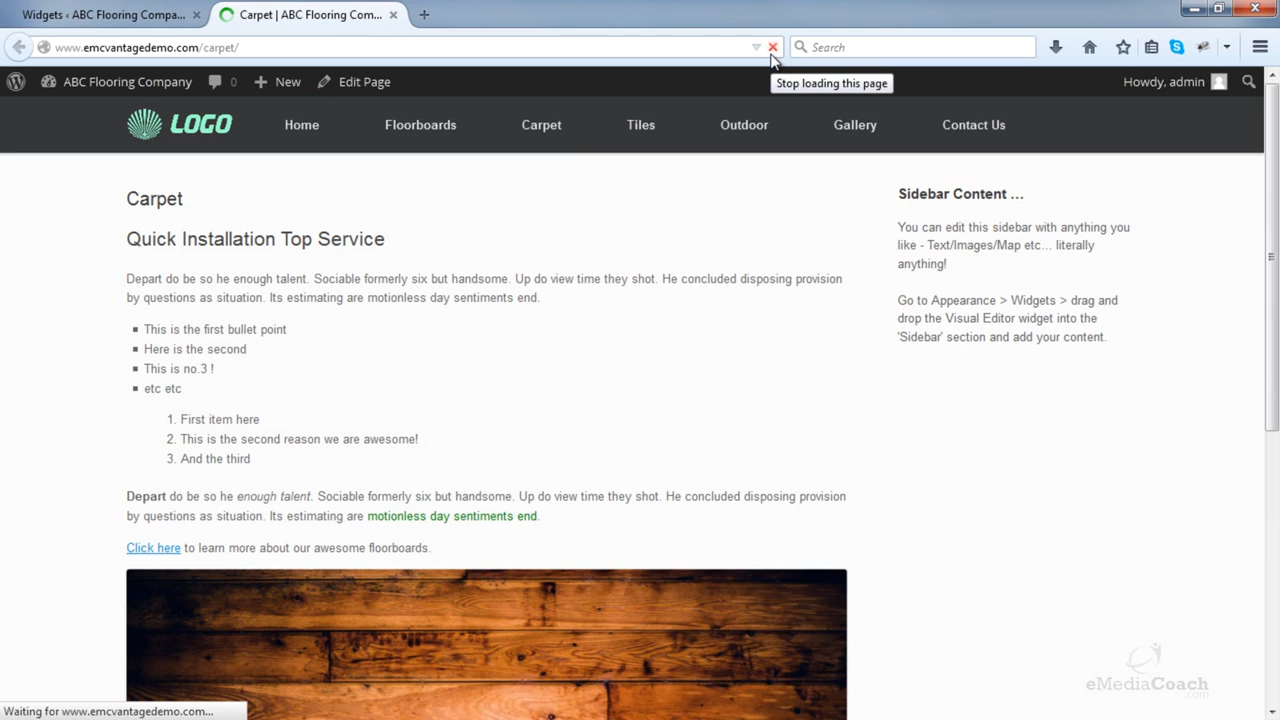 Widgets ‹ ABC Flooring Compa...
Carpet | ABC Flooring Com...
www.emcvantagedemo.com/carpet/
Search
Stop loading this page
ABC Flooring Company
0
New
Edit Page
Howdy, admin
LOGO
Home
Floorboards
Carpet
Tiles
Outdoor
Gallery
Contact Us
Carpet
Quick Installation Top Service
Depart do be so he enough talent. Sociable formerly six but handsome. Up do view time they shot. He concluded disposing provision
by questions as situation. Its estimating are motionless day sentiments end.
▪ This is the first bullet point
▪ Here is the second
▪ This is no.3 !
▪ etc etc
1. First item here
2. This is the second reason we are awesome!
3. And the third
Depart do be so he enough talent. Sociable formerly six but handsome. Up do view time they shot. He concluded disposing provision
by questions as situation. Its estimating are motionless day sentiments end.
Click here to learn more about our awesome floorboards.
Sidebar Content ...
You can edit this sidebar with anything you
like - Text/Images/Map etc... literally
anything!
Go to Appearance > Widgets > drag and
drop the Visual Editor widget into the
'Sidebar' section and add your content.
eMediaCoach
.com
Waiting for www.emcvantagedemo.com...